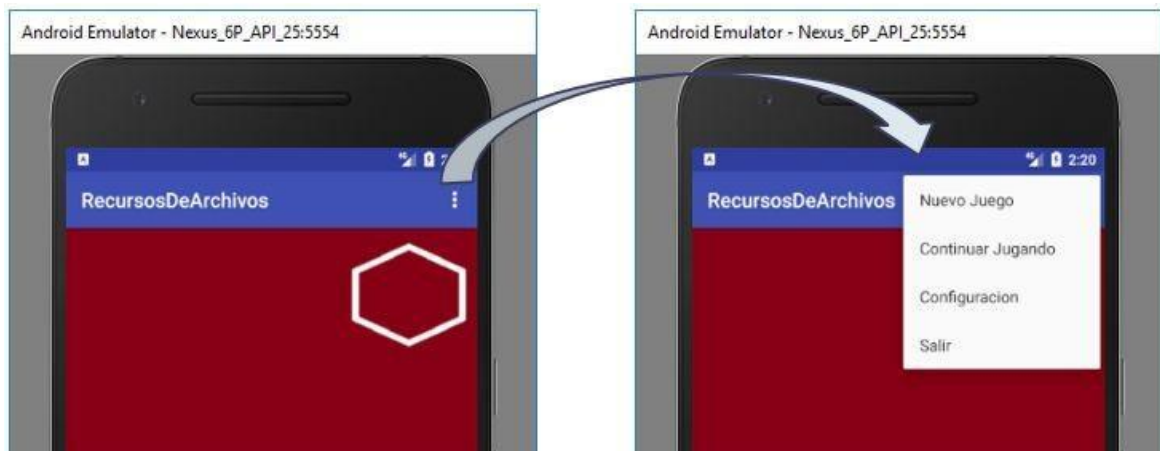 Android Emulator - Nexus_6P_API_25:5554
RecursosDeArchivos
Android Emulator - Nexus_6P_API_25:5554
2:20
RecursosDeArchivos
Nuevo Juego
Continuar Jugando
Configuracion
Salir